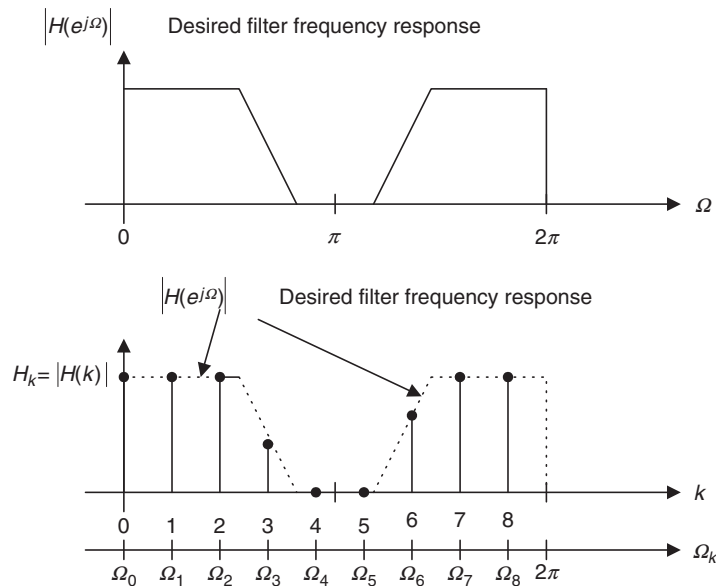 |H(e^{jΩ})| Desired filter frequency response
Ω
0 π 2π
|H(e^{jΩ})| Desired filter frequency response
H_k = |H(k)|
k
0 1 2 3 4 5 6 7 8
Ω_k
Ω_0 Ω_1 Ω_2 Ω_3 Ω_4 Ω_5 Ω_6 Ω_7 Ω_8 2π